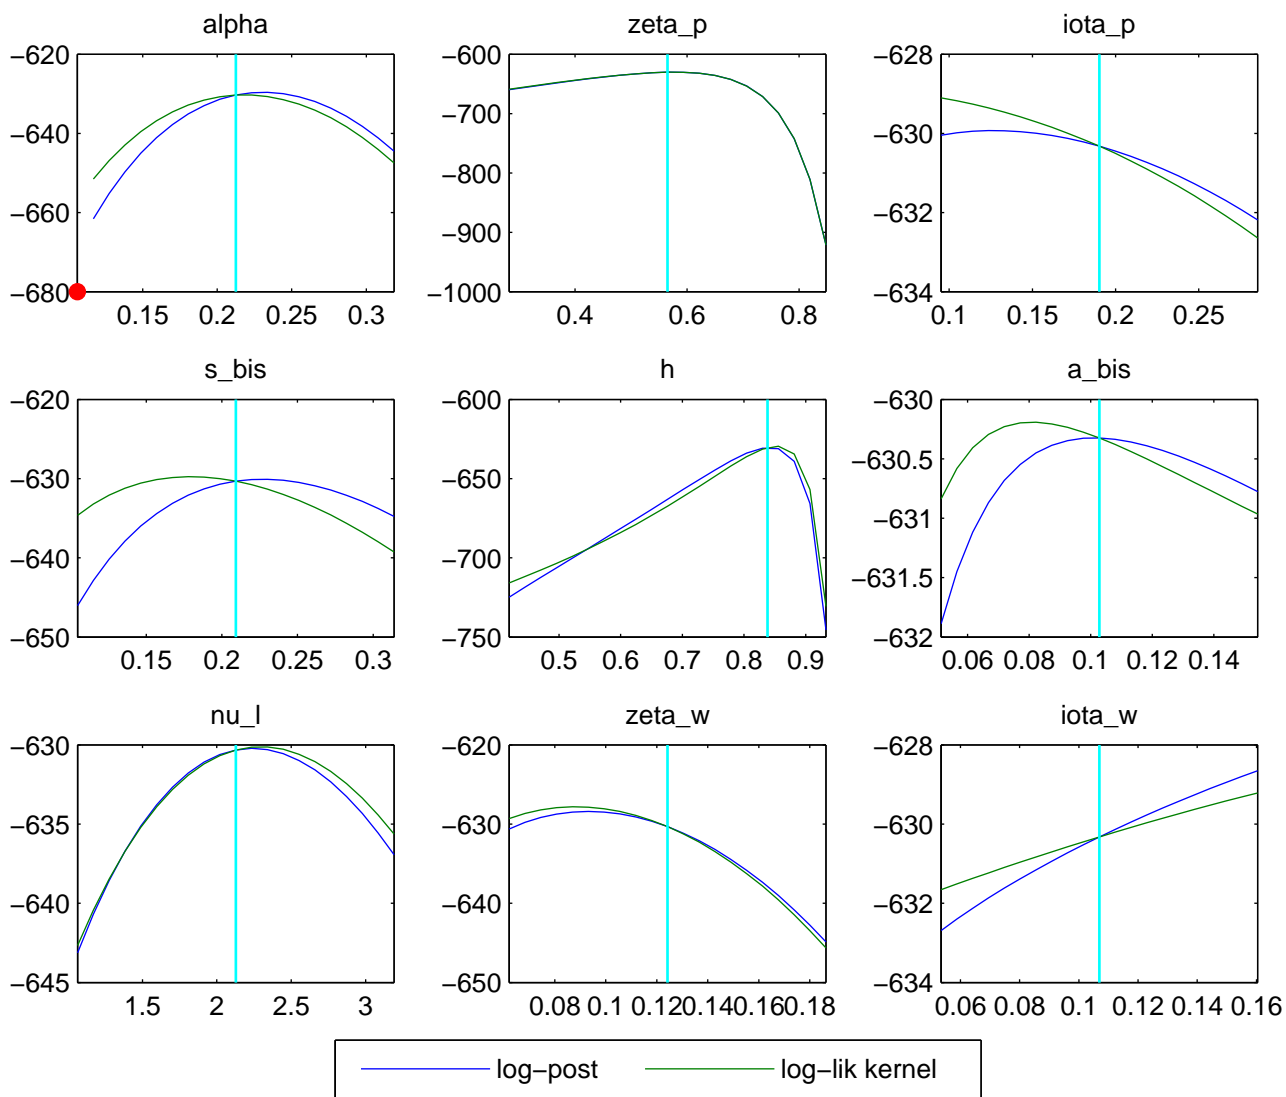 alpha
zeta_p
iota_p
−620
−640
−660
−680
0.15 0.2 0.25 0.3
−600
−700
−800
−900
−1000
0.4 0.6 0.8
−628
−630
−632
−634
0.1 0.15 0.2 0.25
s_bis
h
a_bis
−620
−630
−640
−650
0.15 0.2 0.25 0.3
−600
−650
−700
−750
0.5 0.6 0.7 0.8 0.9
−630
−630.5
−631
−631.5
−632
0.06 0.08 0.1 0.12 0.14
nu_l
zeta_w
iota_w
−630
−635
−640
−645
1.5 2 2.5 3
−620
−630
−640
−650
0.08 0.1 0.12 0.14 0.16 0.18
−628
−630
−632
−634
0.06 0.08 0.1 0.12 0.14 0.16
log−post log−lik kernel